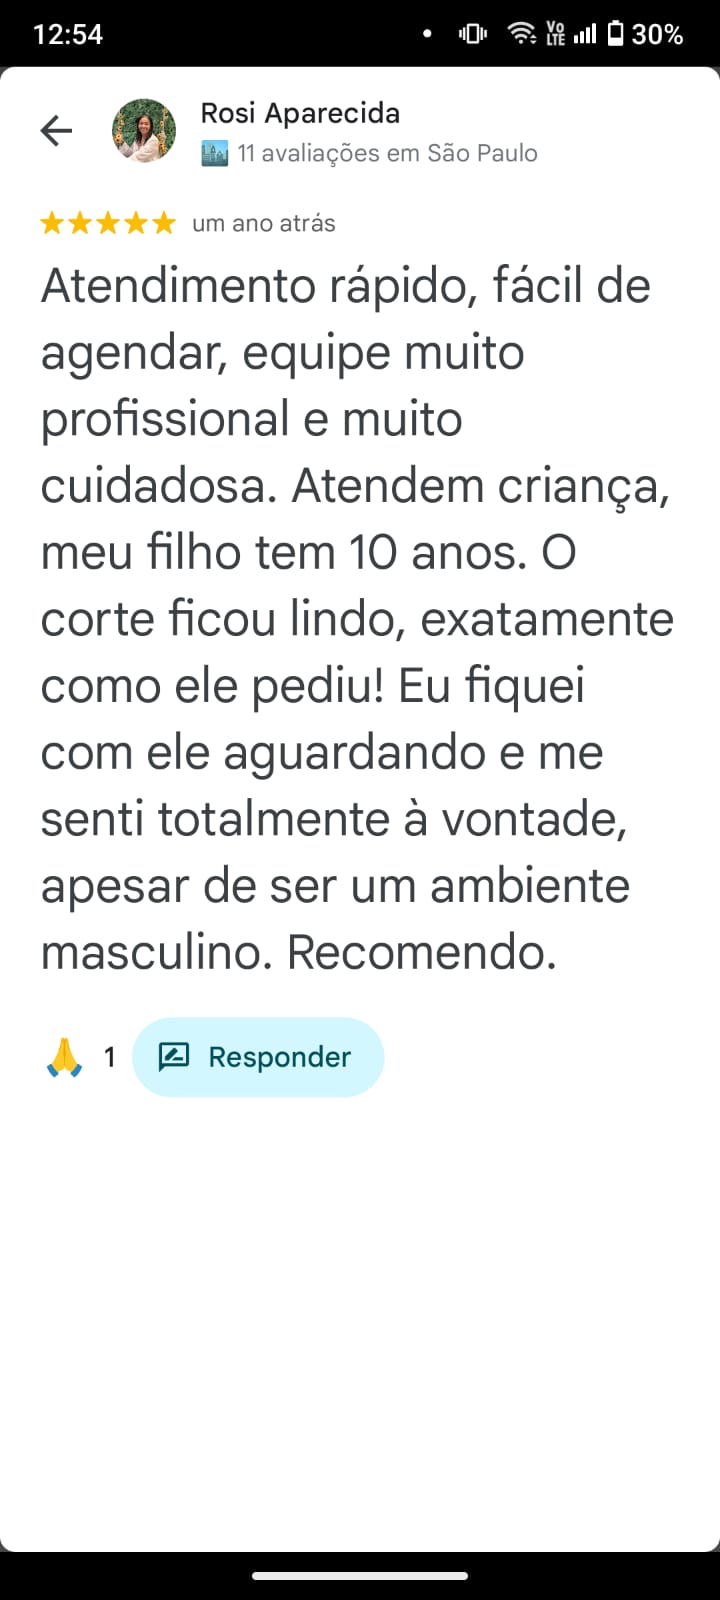 12:54
Vo
LTE
30%
Rosi Aparecida
11 avaliações em São Paulo
um ano atrás
Atendimento rápido, fácil de
agendar, equipe muito
profissional e muito
cuidadosa. Atendem criança,
meu filho tem 10 anos. O
corte ficou lindo, exatamente
como ele pediu! Eu fiquei
com ele aguardando e me
senti totalmente à vontade,
apesar de ser um ambiente
masculino. Recomendo.
1
Responder